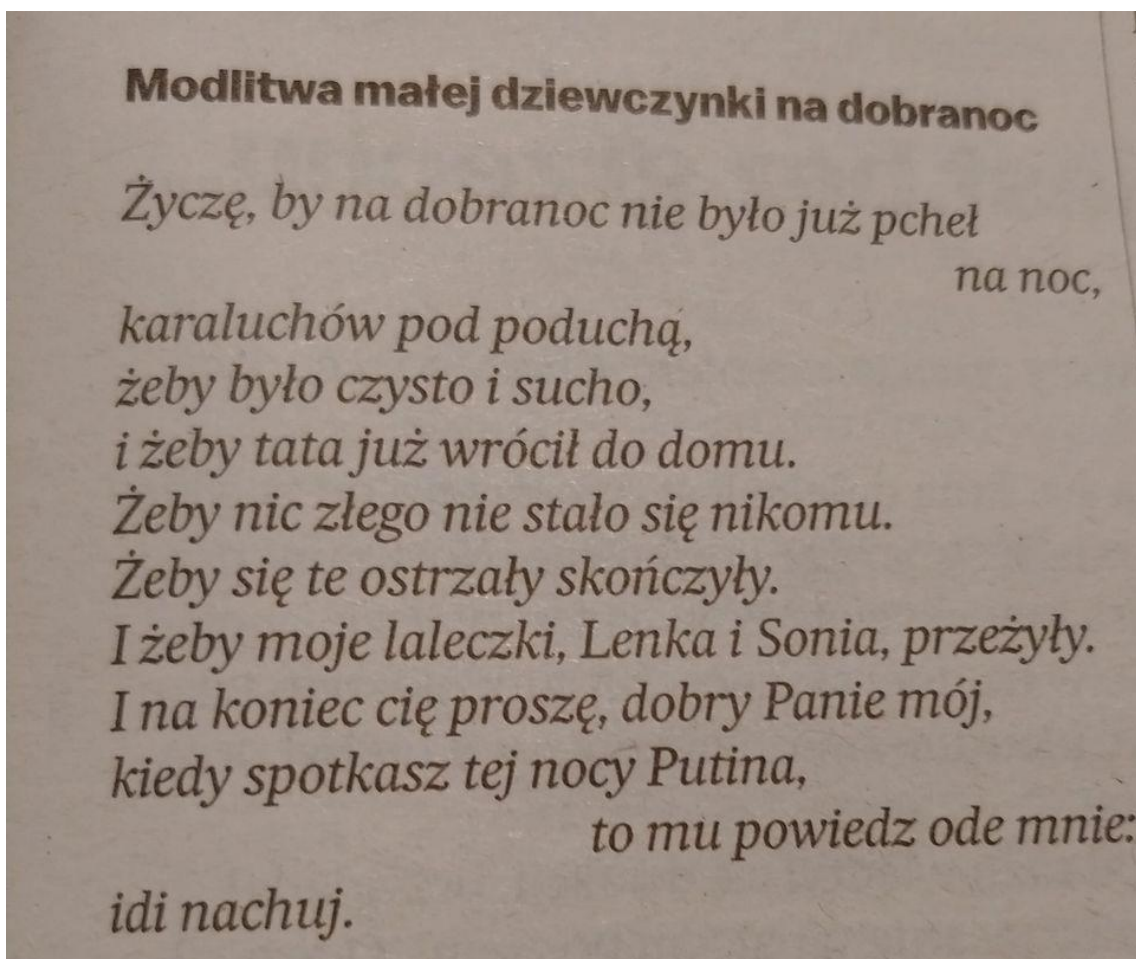 Modlitwa małej dziewczynki na dobranoc
Życzę, by na dobranoc nie było już pcheł
na noc,
karaluchów pod poduchą,
żeby było czysto i sucho,
i żeby tata już wrócił do domu.
Żeby nic złego nie stało się nikomu.
Żeby się te ostrzały skończyły.
I żeby moje laleczki, Lenka i Sonia, przeżyły.
I na koniec cię proszę, dobry Panie mój,
kiedy spotkasz tej nocy Putina,
to mu powiedz ode mnie:
idi nachuj.